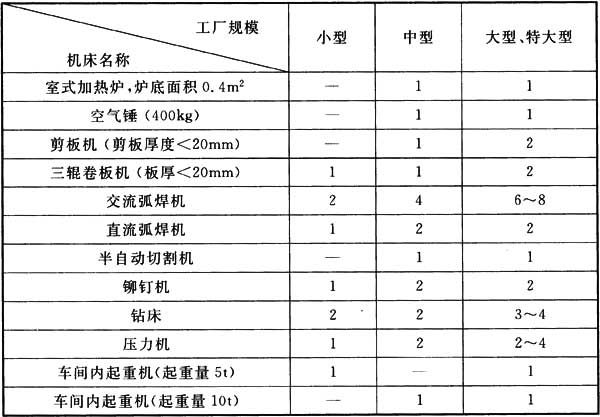 工厂规模
机床名称
小型 中型 大型、特大型
室式加热炉，炉底面积0.4m² — 1 1
空气锤（400kg） — 1 1
剪板机（剪板厚度＜20mm） — 1 2
三辊卷板机（板厚＜20mm） 1 1 2
交流弧焊机 2 4 6～8
直流弧焊机 1 2 2
半自动切割机 — 1 1
铆钉机 1 2 2
钻床 2 2 3～4
压力机 1 2 2～4
车间内起重机(起重量5t) 1 — 1
车间内起重机(起重量10t) — 1 1